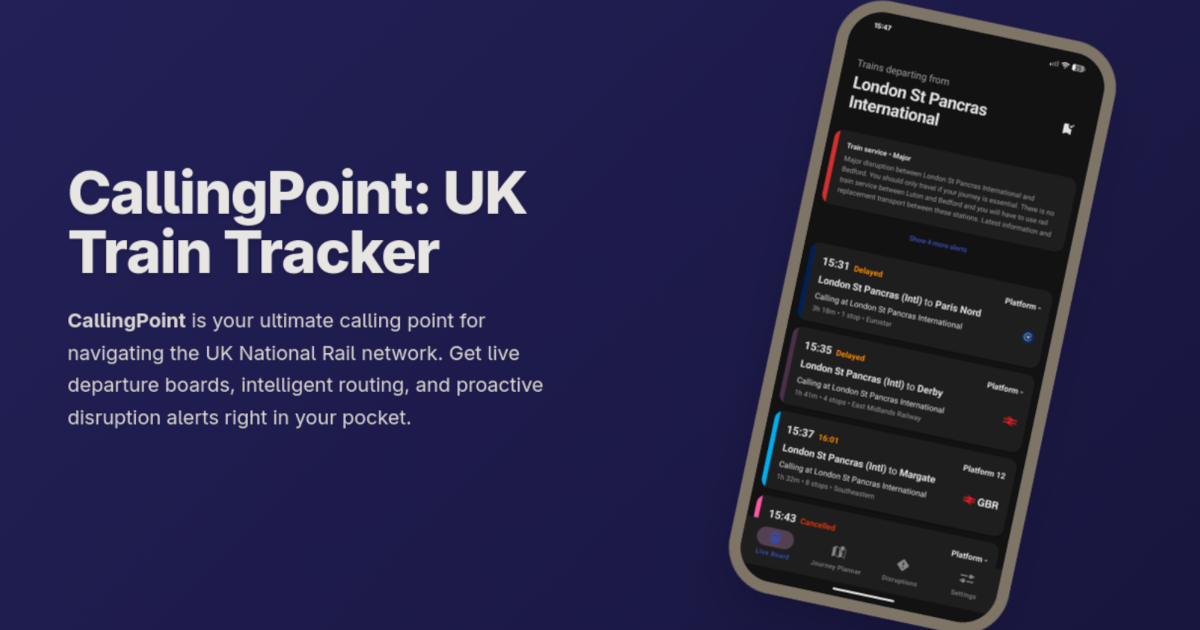 CallingPoint: UK
Train Tracker
CallingPoint is your ultimate calling point for
navigating the UK National Rail network. Get live
departure boards, intelligent routing, and proactive
disruption alerts right in your pocket.
15:47
Trains departing from
London St Pancras
International
Train service • Major
Major disruption between London St Pancras International and
Bedford. You should only travel if your journey is essential. There is no
train service between Luton and Bedford and you will have to use rail
replacement transport between these stations. Latest information and
Show 4 more alerts
15:31 Delayed
Platform -
London St Pancras (Intl) to Paris Nord
Calling at London St Pancras International
3h 18m • 1 stop • Eurostar
15:35 Delayed
Platform -
London St Pancras (Intl) to Derby
Calling at London St Pancras International
1h 41m • 4 stops • East Midlands Railway
15:37 16:01
Platform 12
London St Pancras (Intl) to Margate
Calling at London St Pancras International
1h 32m • 8 stops • Southeastern
GBR
15:43 Cancelled
Platform -
Live Board
Journey Planner
Disruptions
Settings